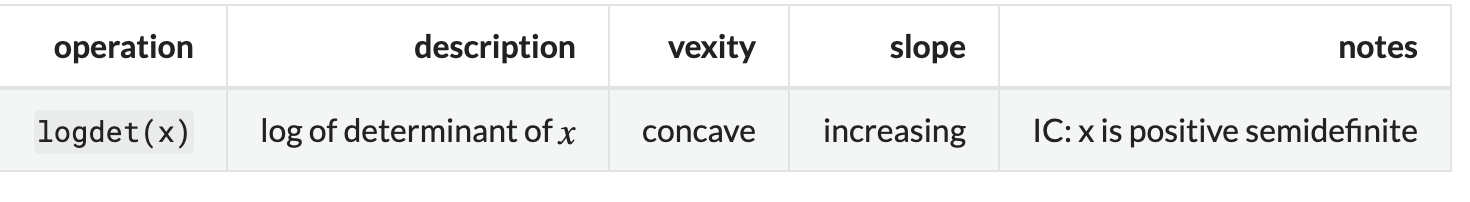 operation description vexity slope notes
logdet(x) log of determinant of x concave increasing IC: x is positive semidefinite